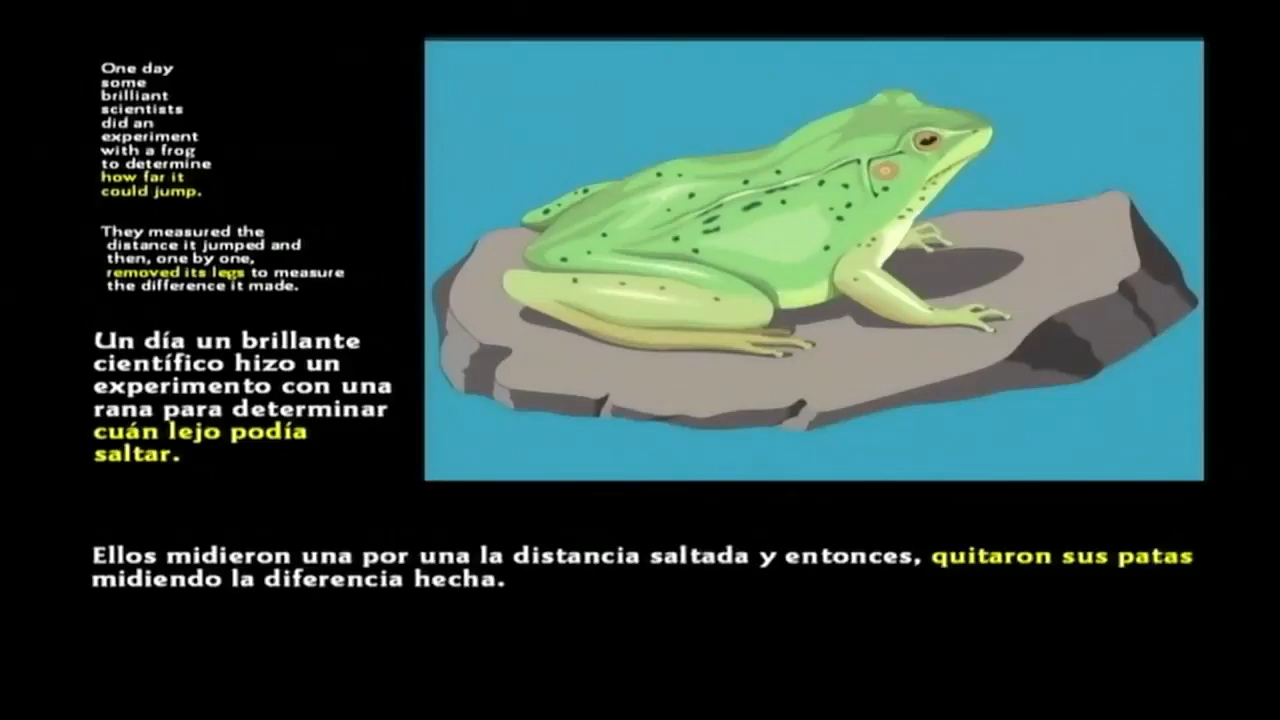 One day
some
brilliant
scientists
did an
experiment
with a frog
to determine
how far it
could jump.
They measured the
distance it jumped and
then, one by one,
removed its legs to measure
the difference it made.
Un día un brillante
científico hizo un
experimento con una
rana para determinar
cuán lejo podía
saltar.
Ellos midieron una por una la distancia saltada y entonces, quitaron sus patas
midiendo la diferencia hecha.